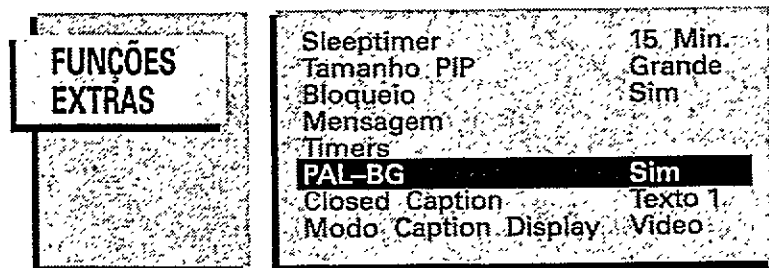 FUNÇÕES
EXTRAS
Sleeptimer 15 Min.
Tamanho PIP Grande
Bloqueio Sim
Mensagem
Timers
PAL–BG Sim
Closed Caption Texto 1
Modo Caption Display Video